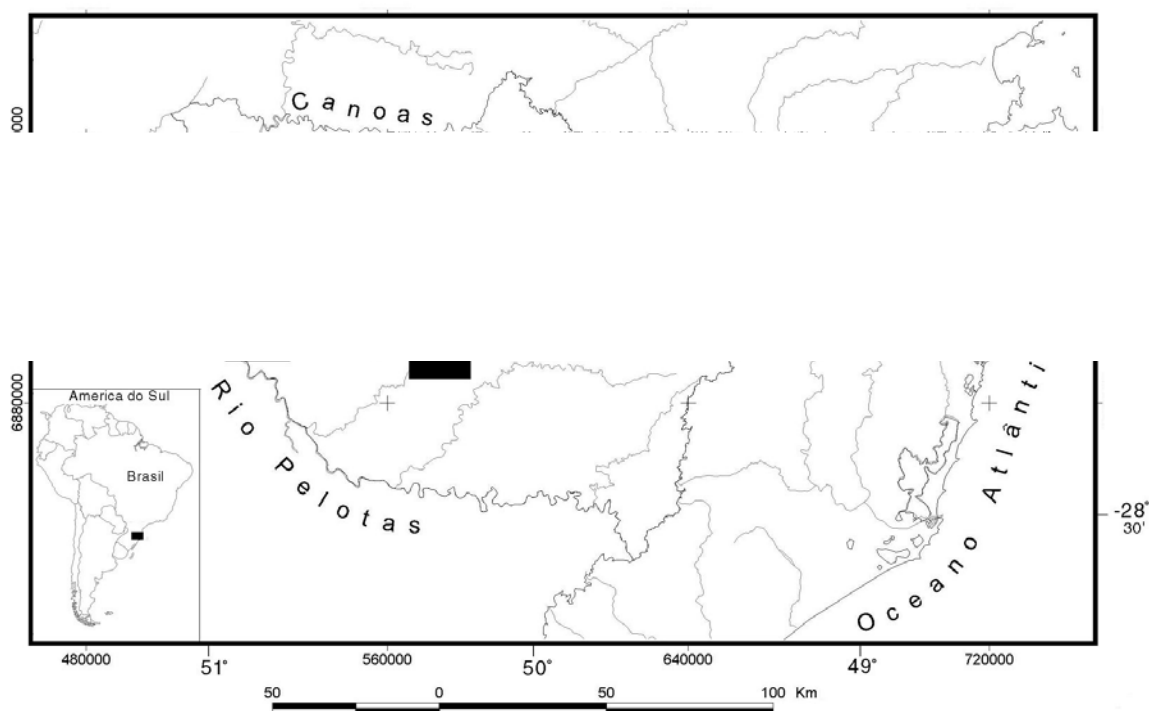 Canoas
America do Sul
Brasil
6880000
Rio Pelotas
Oceano Atlânti
-28°
30'
480000 51° 560000 50° 640000 49° 720000
50 0 50 100 Km